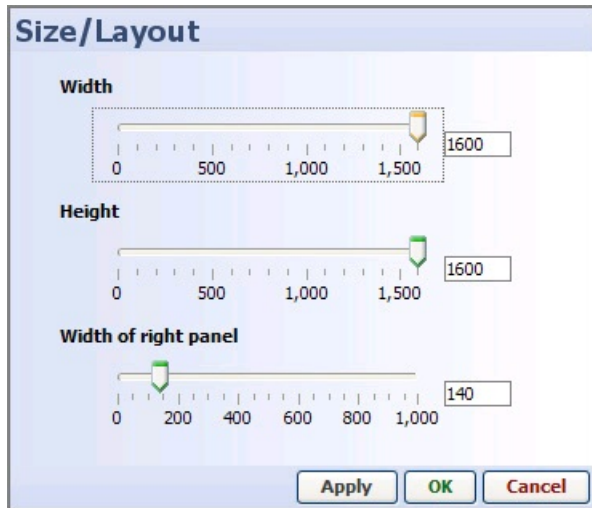 Size/Layout
Width
1600
0 500 1,000 1,500
Height
1600
0 500 1,000 1,500
Width of right panel
140
0 200 400 600 800 1,000
Apply OK Cancel